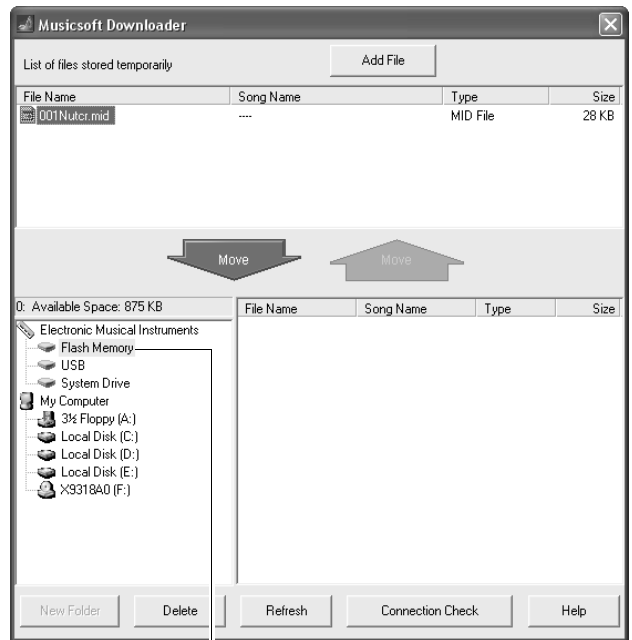 Musicsoft Downloader
List of files stored temporarily
Add File
File Name Song Name Type Size
001Nutcr.mid ---- MID File 28 KB
Move Move
0: Available Space: 875 KB
File Name Song Name Type Size
Electronic Musical Instruments
Flash Memory
USB
System Drive
My Computer
3½ Floppy (A:)
Local Disk (C:)
Local Disk (D:)
Local Disk (E:)
X9318A0 (F:)
New Folder Delete Refresh Connection Check Help